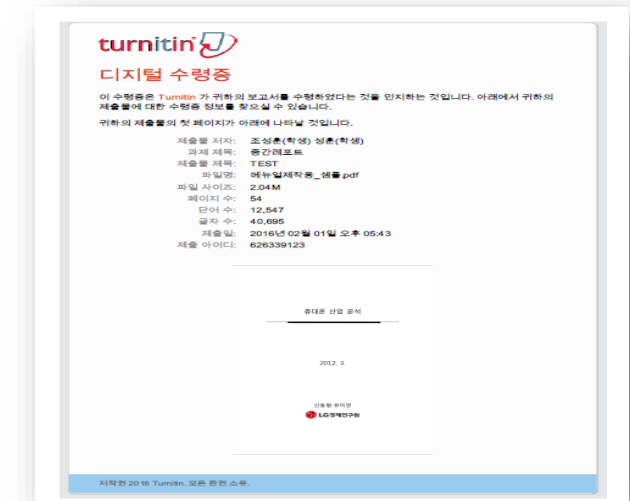 turnitin
디지털 수령증
이 수령증은 Turnitin 가 귀하의 보고서를 수령하였다는 것을 인지하는 것입니다. 아래에서 귀하의
제출물에 대한 수령증 정보를 찾으실 수 있습니다.
귀하의 제출물의 첫 페이지가 아래에 나타날 것입니다.
제출물 저자: 조성훈(학생) 성훈(학생)
과제 제목: 중간레포트
제출물 제목: TEST
파일명: 메뉴얼제작용_샘플.pdf
파일 사이즈: 2.04M
페이지 수: 54
단어 수: 12,547
글자 수: 40,695
제출일: 2016년 02월 01일 오후 05:43
제출 아이디: 626339123
휴대폰 산업 분석
2012. 3.
LG경제연구원
저작권 2016 Turnitin. 모든 판권 소유.